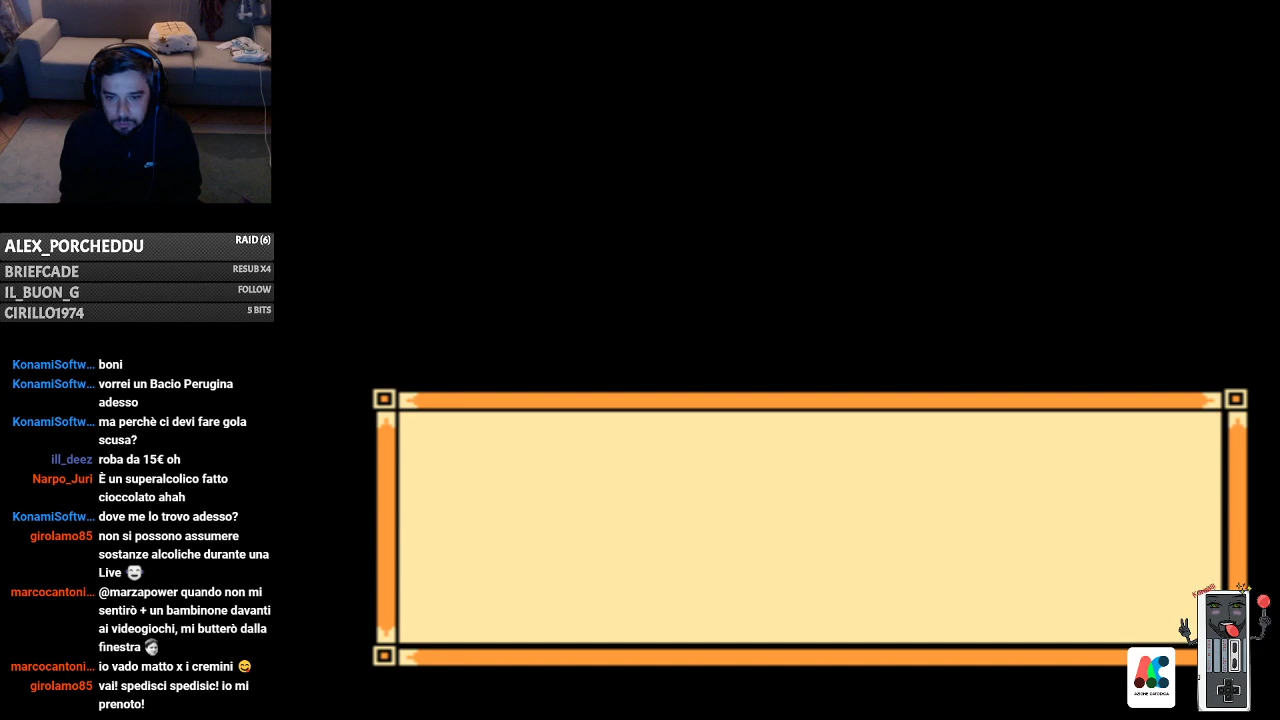 ALEX_PORCHEDDU RAID (6)
BRIEFCADE RESUB X4
IL_BUON_G FOLLOW
CIRILLO1974 5 BITS
KonamiSoftw... boni
KonamiSoftw... vorrei un Bacio Perugina
adesso
KonamiSoftw... ma perchè ci devi fare gola
scusa?
ill_deez roba da 15€ oh
Narpo_Juri È un superalcolico fatto
cioccolato ahah
KonamiSoftw... dove me lo trovo adesso?
girolamo85 non si possono assumere
sostanze alcoliche durante una
Live
marcocantoni... @marzapower quando non mi
sentirò + un bambinone davanti
ai videogiochi, mi butterò dalla
finestra
marcocantoni... io vado matto x i cremini 😋
girolamo85 vai! spedisci spedisic! io mi
prenoto!